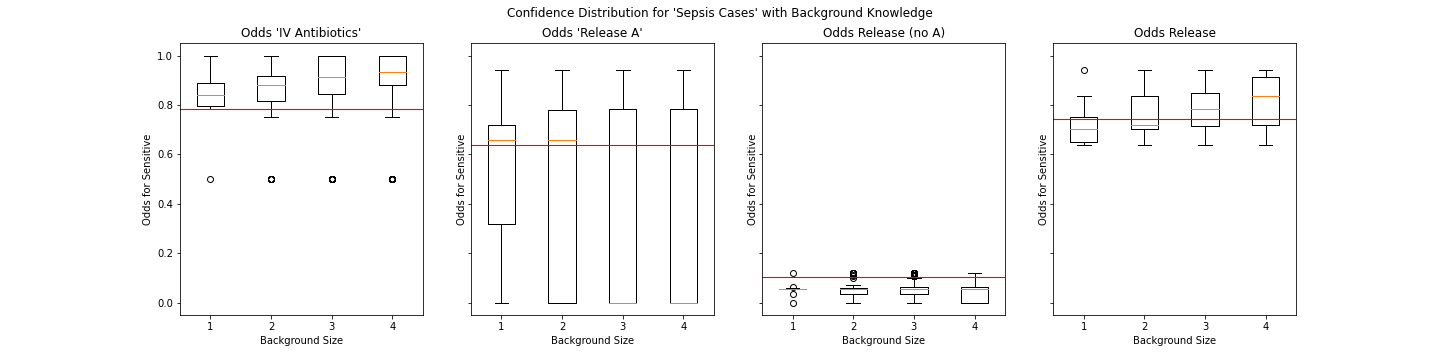 Confidence Distribution for 'Sepsis Cases' with Background Knowledge
Odds 'IV Antibiotics'
Odds for Sensitive
1.0
0.8
0.6
0.4
0.2
0.0
1 2 3 4
Background Size
Odds 'Release A'
Odds for Sensitive
1 2 3 4
Background Size
Odds Release (no A)
Odds for Sensitive
1 2 3 4
Background Size
Odds Release
Odds for Sensitive
1 2 3 4
Background Size